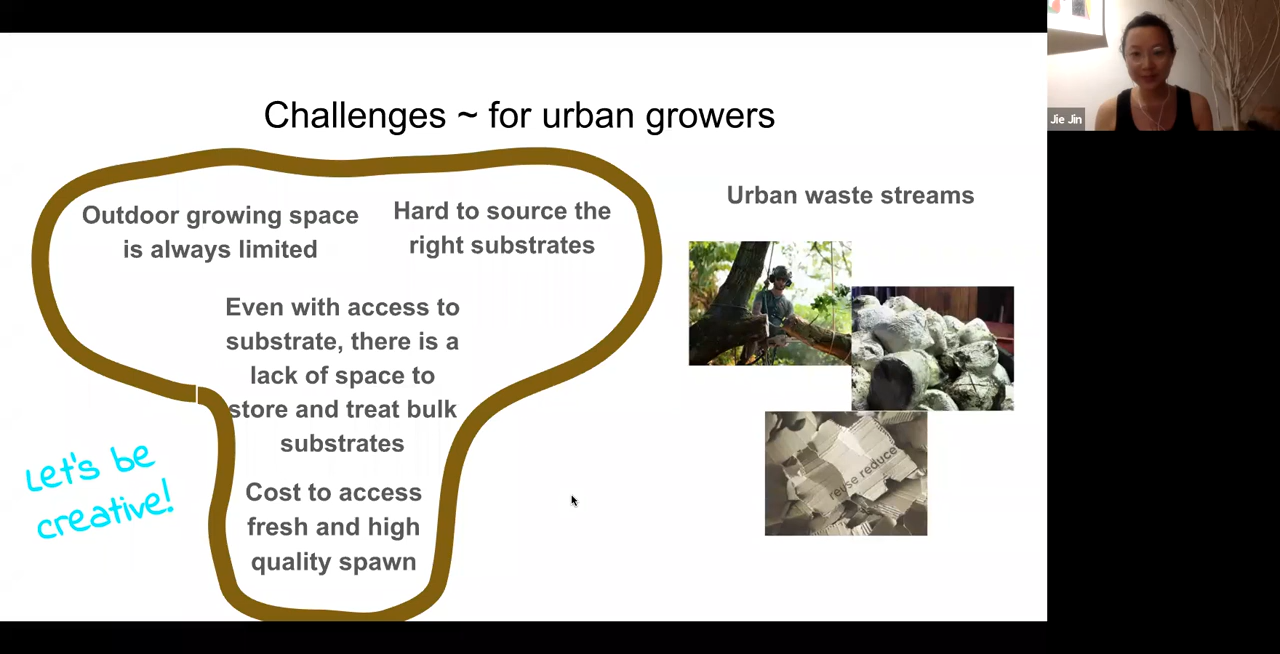 Challenges ~ for urban growers
Outdoor growing space
is always limited
Hard to source the
right substrates
Even with access to
substrate, there is a
lack of space to
store and treat bulk
substrates
Cost to access
fresh and high
quality spawn
Let's be
creative!
Urban waste streams
reuse reduce
Jie Jin